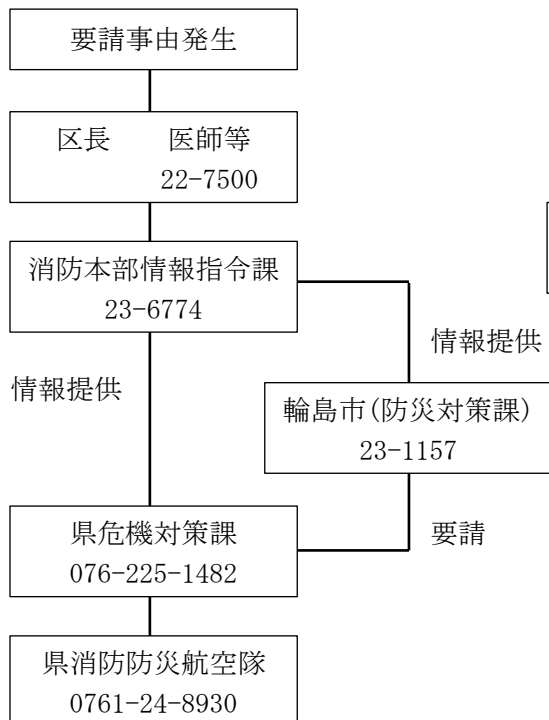 要請事由発生
区長　　医師等
22-7500
消防本部情報指令課
23-6774
情報提供
情報提供
輪島市(防災対策課)
23-1157
県危機対策課
076-225-1482
要請
県消防防災航空隊
0761-24-8930